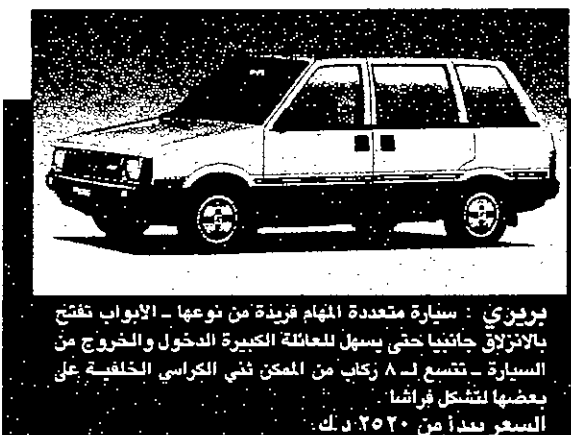 بريري : سيارة متعددة المهام فريدة من نوعها ـ الأبواب تفتح
بالانزلاق جانبيا حتى يسهل للعائلة الكبيرة الدخول والخروج من
السيارة ـ تتسع لـ ٨ ركاب من الممكن ثني الكراسي الخلفية على
بعضها لتشكل فراشا .
السعر يبدأ من ٢٥٢٠ د.ك.